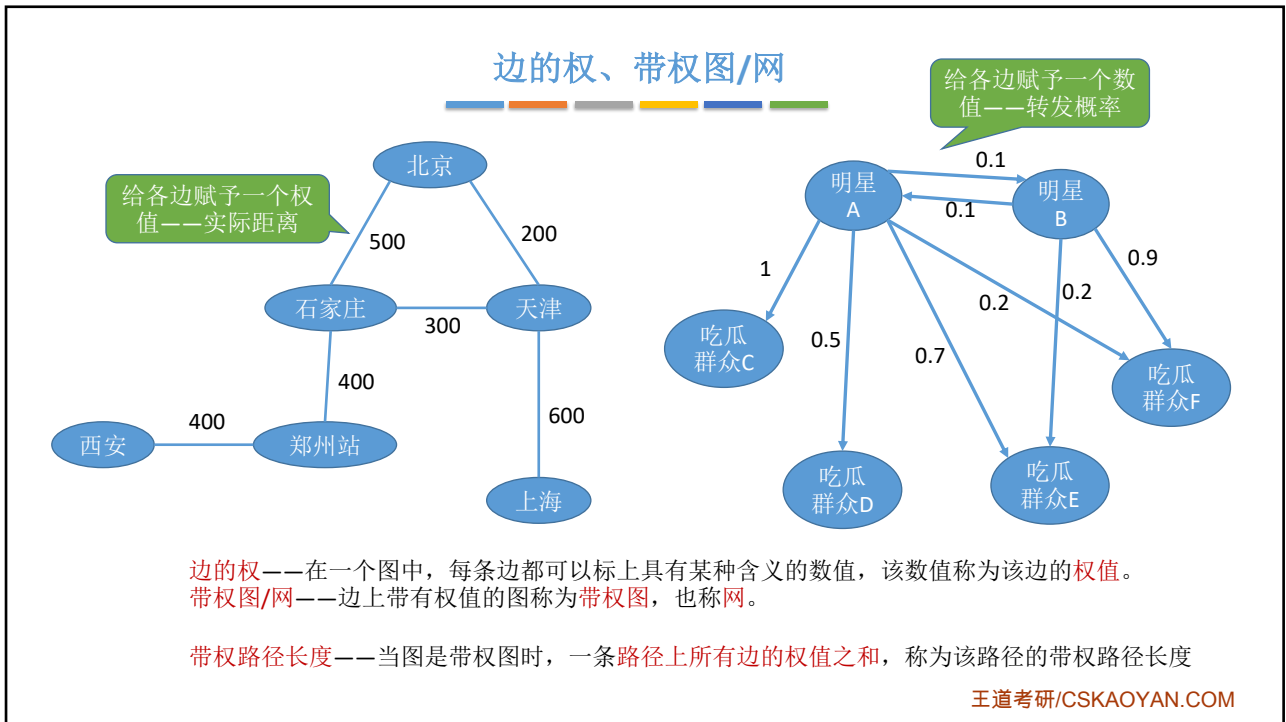 边的权、带权图/网
给各边赋予一个权
值——实际距离
北京
500
200
石家庄
300
天津
400
600
西安
400
郑州站
上海
给各边赋予一个数
值——转发概率
明星
A
0.1
0.1
明星
B
1
0.5
0.7
0.2
0.2
0.9
吃瓜
群众C
吃瓜
群众D
吃瓜
群众E
吃瓜
群众F
边的权——在一个图中，每条边都可以标上具有某种含义的数值，该数值称为该边的权值。
带权图/网——边上带有权值的图称为带权图，也称网。
带权路径长度——当图是带权图时，一条路径上所有边的权值之和，称为该路径的带权路径长度
王道考研/CSKAOYAN.COM